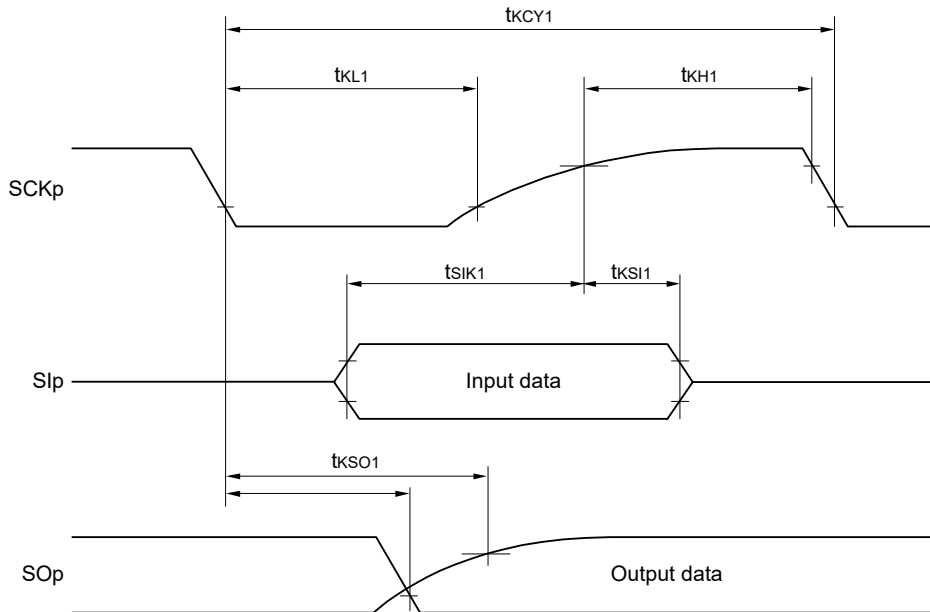 tKCY1
tKL1
tKH1
SCKp
tSIK1
tKSI1
SIp
Input data
tKSO1
SOp
Output data